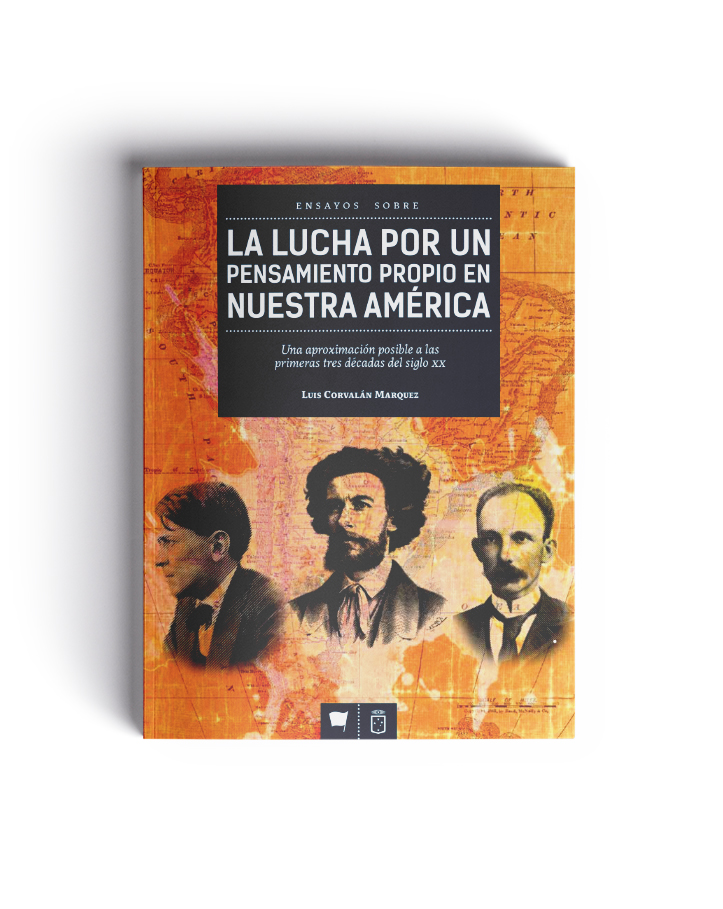 ENSAYOS SOBRE
LA LUCHA POR UN
PENSAMIENTO PROPIO EN
NUESTRA AMÉRICA
Una aproximación posible a las
primeras tres décadas del siglo XX
LUIS CORVALÁN MARQUEZ